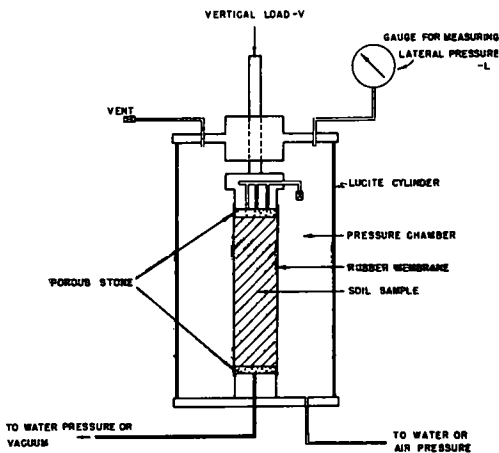 VERTICAL LOAD-V
GAUGE FOR MEASURING
LATERAL PRESSURE
-L
VENT
LUCITE CYLINDER
PRESSURE CHAMBER
RUBBER MEMBRANE
POROUS STONE
SOIL SAMPLE
TO WATER PRESSURE OR
VACUUM
TO WATER OR
AIR PRESSURE